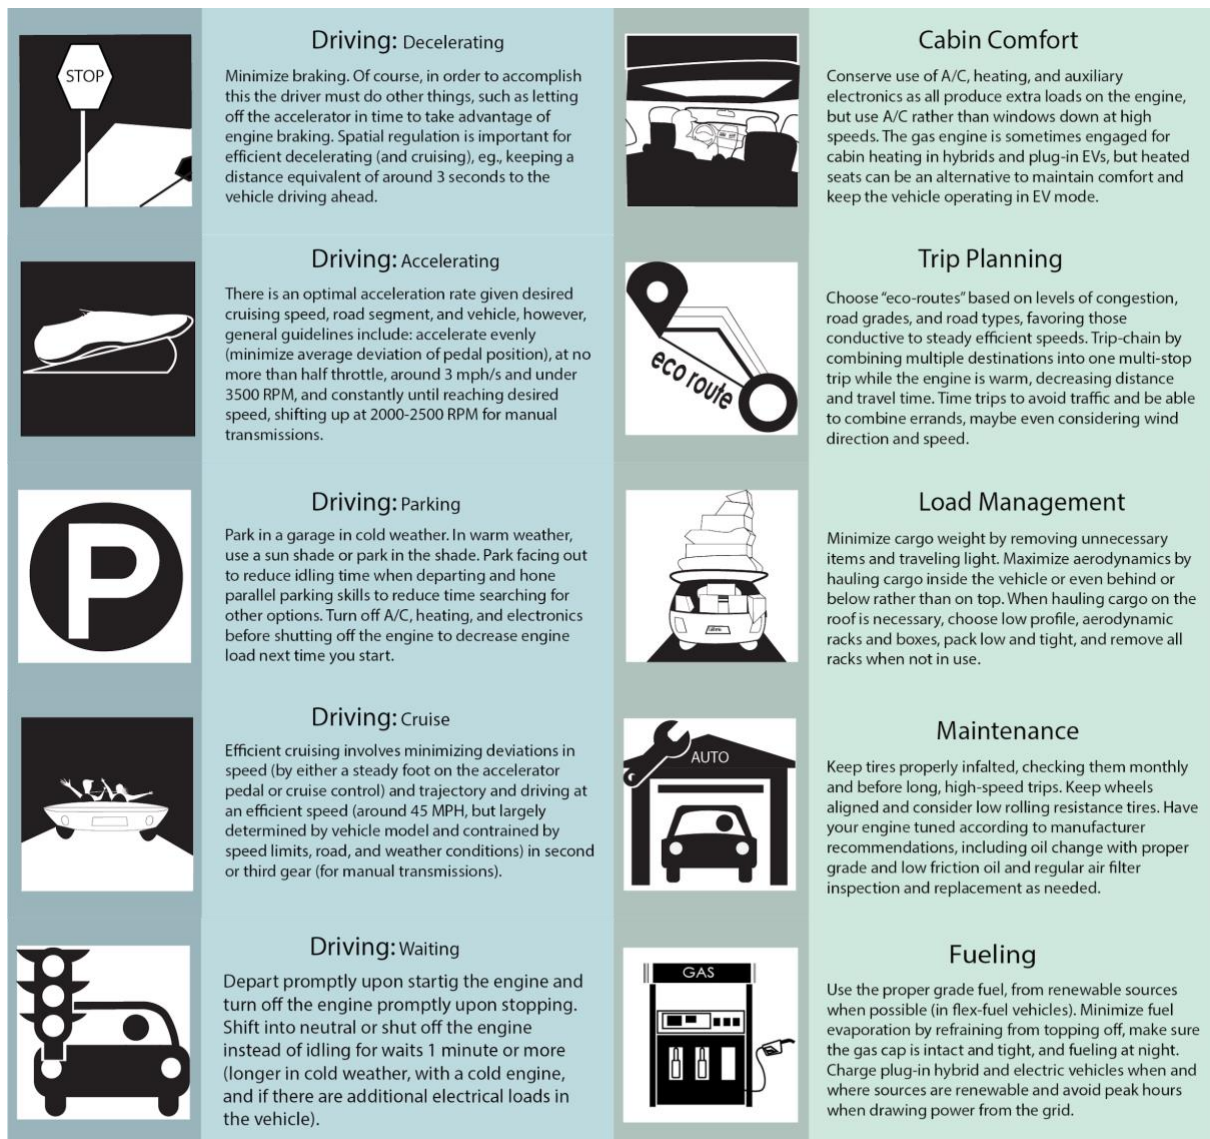 STOP
Driving: Decelerating
Minimize braking. Of course, in order to accomplish
this the driver must do other things, such as letting
off the accelerator in time to take advantage of
engine braking. Spatial regulation is important for
efficient decelerating (and cruising), eg., keeping a
distance equivalent of around 3 seconds to the
vehicle driving ahead.
Driving: Accelerating
There is an optimal acceleration rate given desired
cruising speed, road segment, and vehicle, however,
general guidelines include: accelerate evenly
(minimize average deviation of pedal position), at no
more than half throttle, around 3 mph/s and under
3500 RPM, and constantly until reaching desired
speed, shifting up at 2000-2500 RPM for manual
transmissions.
P
Driving: Parking
Park in a garage in cold weather. In warm weather,
use a sun shade or park in the shade. Park facing out
to reduce idling time when departing and hone
parallel parking skills to reduce time searching for
other options. Turn off A/C, heating, and electronics
before shutting off the engine to decrease engine
load next time you start.
Driving: Cruise
Efficient cruising involves minimizing deviations in
speed (by either a steady foot on the accelerator
pedal or cruise control) and trajectory and driving at
an efficient speed (around 45 MPH, but largely
determined by vehicle model and contrained by
speed limits, road, and weather conditions) in second
or third gear (for manual transmissions).
Driving: Waiting
Depart promptly upon startig the engine and
turn off the engine promptly upon stopping.
Shift into neutral or shut off the engine
instead of idling for waits 1 minute or more
(longer in cold weather, with a cold engine,
and if there are additional electrical loads in
the vehicle).
Cabin Comfort
Conserve use of A/C, heating, and auxiliary
electronics as all produce extra loads on the engine,
but use A/C rather than windows down at high
speeds. The gas engine is sometimes engaged for
cabin heating in hybrids and plug-in EVs, but heated
seats can be an alternative to maintain comfort and
keep the vehicle operating in EV mode.
eco route
Trip Planning
Choose “eco-routes” based on levels of congestion,
road grades, and road types, favoring those
conductive to steady efficient speeds. Trip-chain by
combining multiple destinations into one multi-stop
trip while the engine is warm, decreasing distance
and travel time. Time trips to avoid traffic and be able
to combine errands, maybe even considering wind
direction and speed.
Load Management
Minimize cargo weight by removing unnecessary
items and traveling light. Maximize aerodynamics by
hauling cargo inside the vehicle or even behind or
below rather than on top. When hauling cargo on the
roof is necessary, choose low profile, aerodynamic
racks and boxes, pack low and tight, and remove all
racks when not in use.
AUTO
Maintenance
Keep tires properly infalted, checking them monthly
and before long, high-speed trips. Keep wheels
aligned and consider low rolling resistance tires. Have
your engine tuned according to manufacturer
recommendations, including oil change with proper
grade and low friction oil and regular air filter
inspection and replacement as needed.
GAS
Fueling
Use the proper grade fuel, from renewable sources
when possible (in flex-fuel vehicles). Minimize fuel
evaporation by refraining from topping off, make sure
the gas cap is intact and tight, and fueling at night.
Charge plug-in hybrid and electric vehicles when and
where sources are renewable and avoid peak hours
when drawing power from the grid.